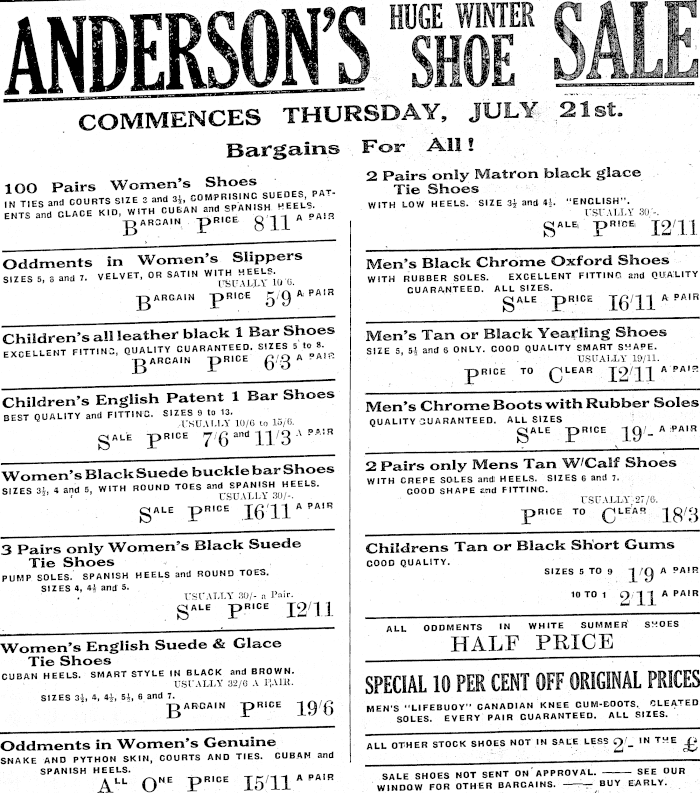 ANDERSON'S HUGE WINTER SHOE SALE
COMMENCES THURSDAY, JULY 21st.
Bargains For All!
100 Pairs Women's Shoes
IN TIES and COURTS SIZE 3 and 3½, COMPRISING SUEDES, PAT-
ENTS and GLACE KID, WITH CUBAN and SPANISH HEELS.
BARGAIN PRICE 8/11 A PAIR
Oddments in Women's Slippers
SIZES 5, 6 and 7. VELVET, OR SATIN WITH HEELS.
USUALLY 10/6.
BARGAIN PRICE 5/9 A PAIR
Children's all leather black 1 Bar Shoes
EXCELLENT FITTING, QUALITY GUARANTEED. SIZES 5 to 8.
BARGAIN PRICE 6/3 A PAIR
Children's English Patent 1 Bar Shoes
BEST QUALITY and FITTING. SIZES 9 to 13.
USUALLY 10/6 to 15/6.
SALE PRICE 7/6 and 11/3 A PAIR
Women's Black Suede buckle bar Shoes
SIZES 3½, 4 and 5, WITH ROUND TOES and SPANISH HEELS.
USUALLY 30/-.
SALE PRICE 16/11 A PAIR
3 Pairs only Women's Black Suede
Tie Shoes
PUMP SOLES. SPANISH HEELS and ROUND TOES.
SIZES 4, 4½ and 5.
USUALLY 30/- a Pair.
SALE PRICE 12/11
Women's English Suede & Glace
Tie Shoes
CUBAN HEELS. SMART STYLE IN BLACK and BROWN.
USUALLY 32/6 A PAIR.
SIZES 3½, 4, 4½, 5½, 6 and 7.
BARGAIN PRICE 19/6
Oddments in Women's Genuine
SNAKE AND PYTHON SKIN, COURTS AND TIES. CUBAN and
SPANISH HEELS.
ALL ONE PRICE 15/11 A PAIR
2 Pairs only Matron black glace
Tie Shoes
WITH LOW HEELS. SIZE 3½ and 4½. "ENGLISH".
USUALLY 30/-.
SALE PRICE 12/11
Men's Black Chrome Oxford Shoes
WITH RUBBER SOLES. EXCELLENT FITTING and QUALITY
GUARANTEED. ALL SIZES.
SALE PRICE 16/11 A PAIR
Men's Tan or Black Yearling Shoes
SIZE 5, 5½ and 6 ONLY. GOOD QUALITY SMART SHAPE.
USUALLY 19/11.
PRICE TO CLEAR 12/11 A PAIR
Men's Chrome Boots with Rubber Soles
QUALITY GUARANTEED. ALL SIZES
SALE PRICE 19/- A PAIR
2 Pairs only Mens Tan W/Calf Shoes
WITH CREPE SOLES and HEELS. SIZES 6 and 7.
GOOD SHAPE and FITTING.
USUALLY 27/6.
PRICE TO CLEAR 18/3
Childrens Tan or Black Short Gums
GOOD QUALITY.
SIZES 5 TO 9 1/9 A PAIR
10 TO 1 2/11 A PAIR
ALL ODDMENTS IN WHITE SUMMER SHOES
HALF PRICE
SPECIAL 10 PER CENT OFF ORIGINAL PRICES
MEN'S "LIFEBUOY" CANADIAN KNEE GUM-BOOTS, CLEATED
SOLES. EVERY PAIR GUARANTEED. ALL SIZES.
ALL OTHER STOCK SHOES NOT IN SALE LESS 2/- IN THE £
SALE SHOES NOT SENT ON APPROVAL. —— SEE OUR
WINDOW FOR OTHER BARGAINS. —— BUY EARLY.